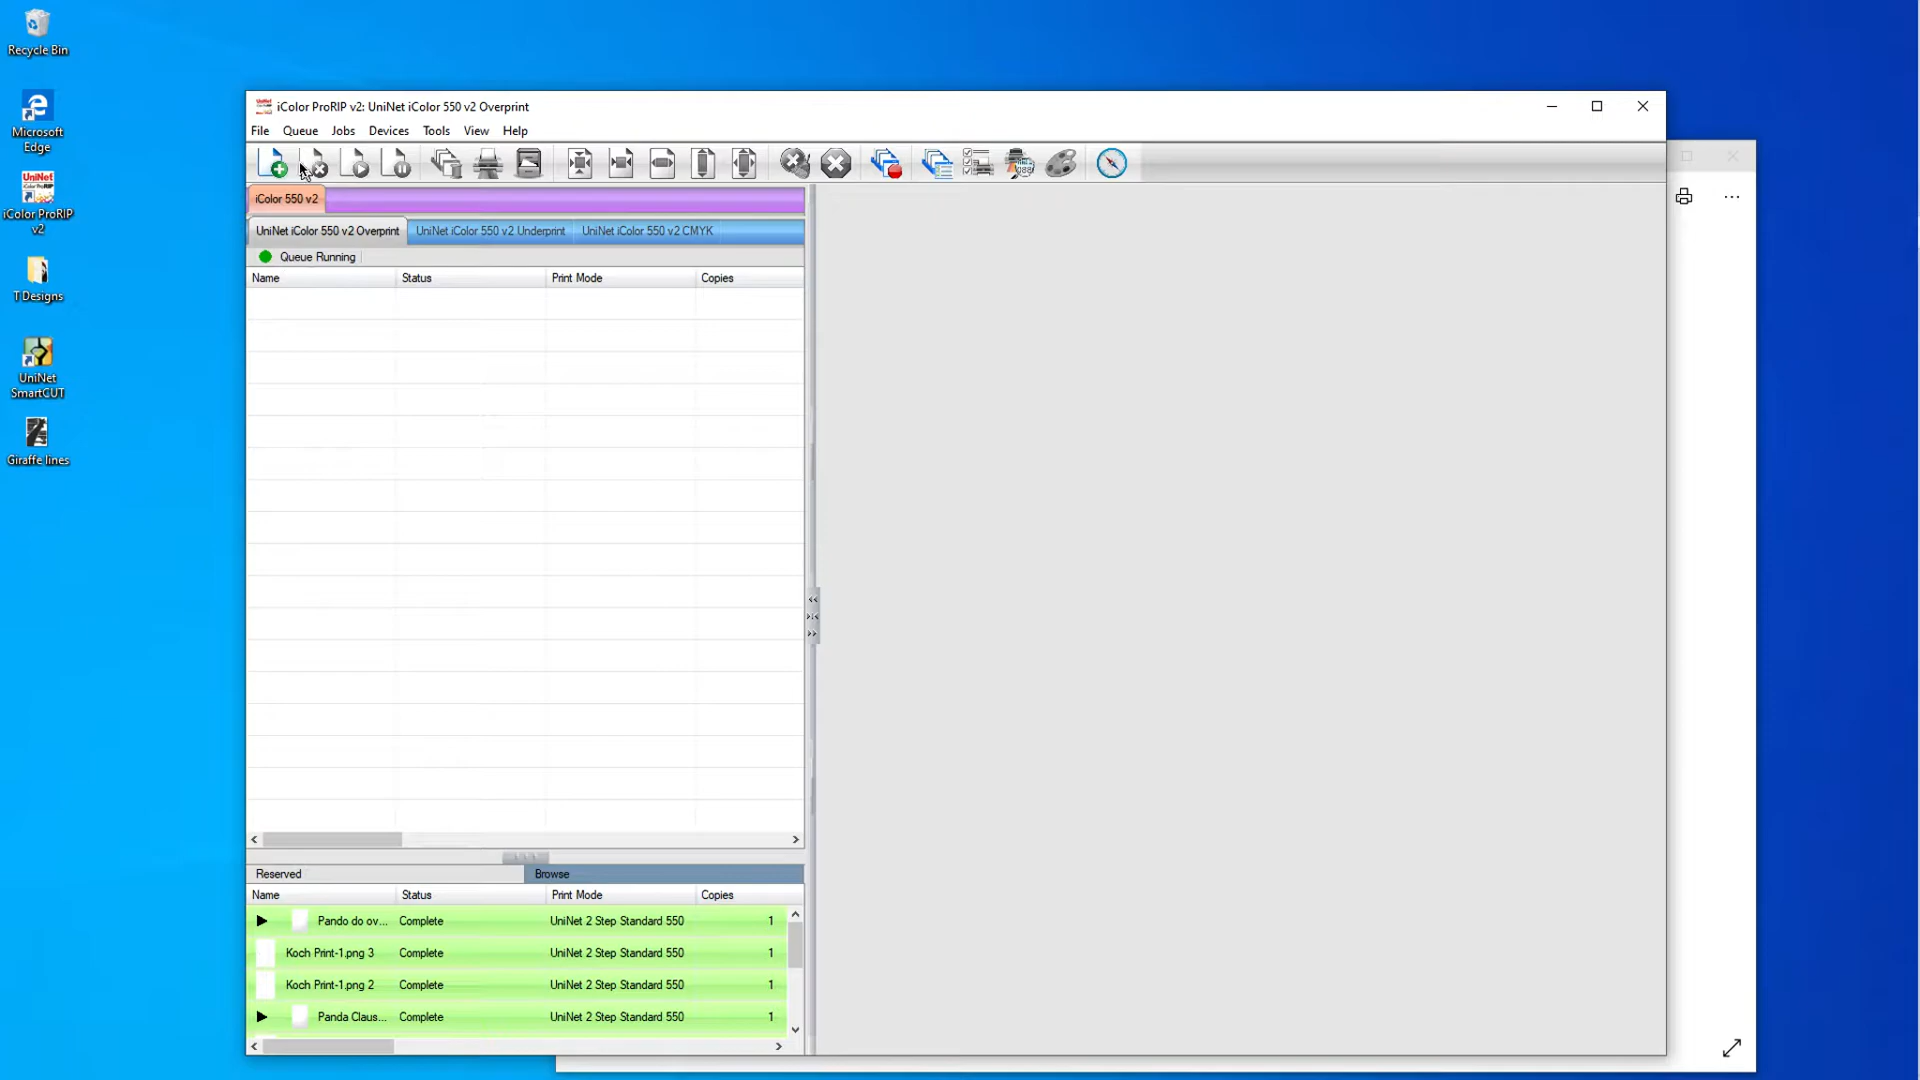 Recycle Bin
Microsoft
Edge
UniNet
iColor ProRIP
iColor ProRIP
v2
T Designs
UniNet
SmartCUT
Giraffe lines
iColor ProRIP v2: UniNet iColor 550 v2 Overprint
File Queue Jobs Devices Tools View Help
iColor 550 v2
UniNet iColor 550 v2 Overprint UniNet iColor 550 v2 Underprint UniNet iColor 550 v2 CMYK
Queue Running
Name Status Print Mode Copies
Reserved Browse
Name Status Print Mode Copies
Pando do ov... Complete UniNet 2 Step Standard 550 1
Koch Print-1.png 3 Complete UniNet 2 Step Standard 550 1
Koch Print-1.png 2 Complete UniNet 2 Step Standard 550 1
Panda Claus... Complete UniNet 2 Step Standard 550 1